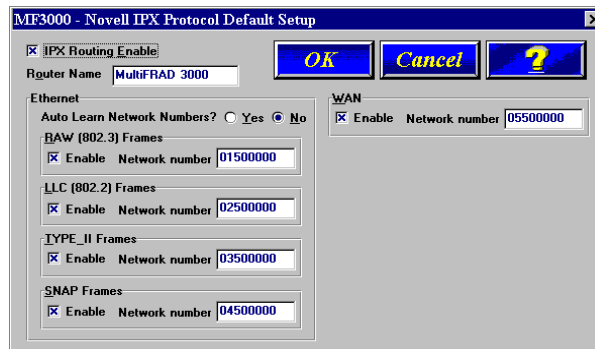 MF3000 - Novell IPX Protocol Default Setup
IPX Routing Enable
Router Name MultiFRAD 3000
OK Cancel ?
Ethernet
Auto Learn Network Numbers? Yes No
RAW (802.3) Frames
Enable Network number 01500000
LLC (802.2) Frames
Enable Network number 02500000
TYPE_II Frames
Enable Network number 03500000
SNAP Frames
Enable Network number 04500000
WAN
Enable Network number 05500000